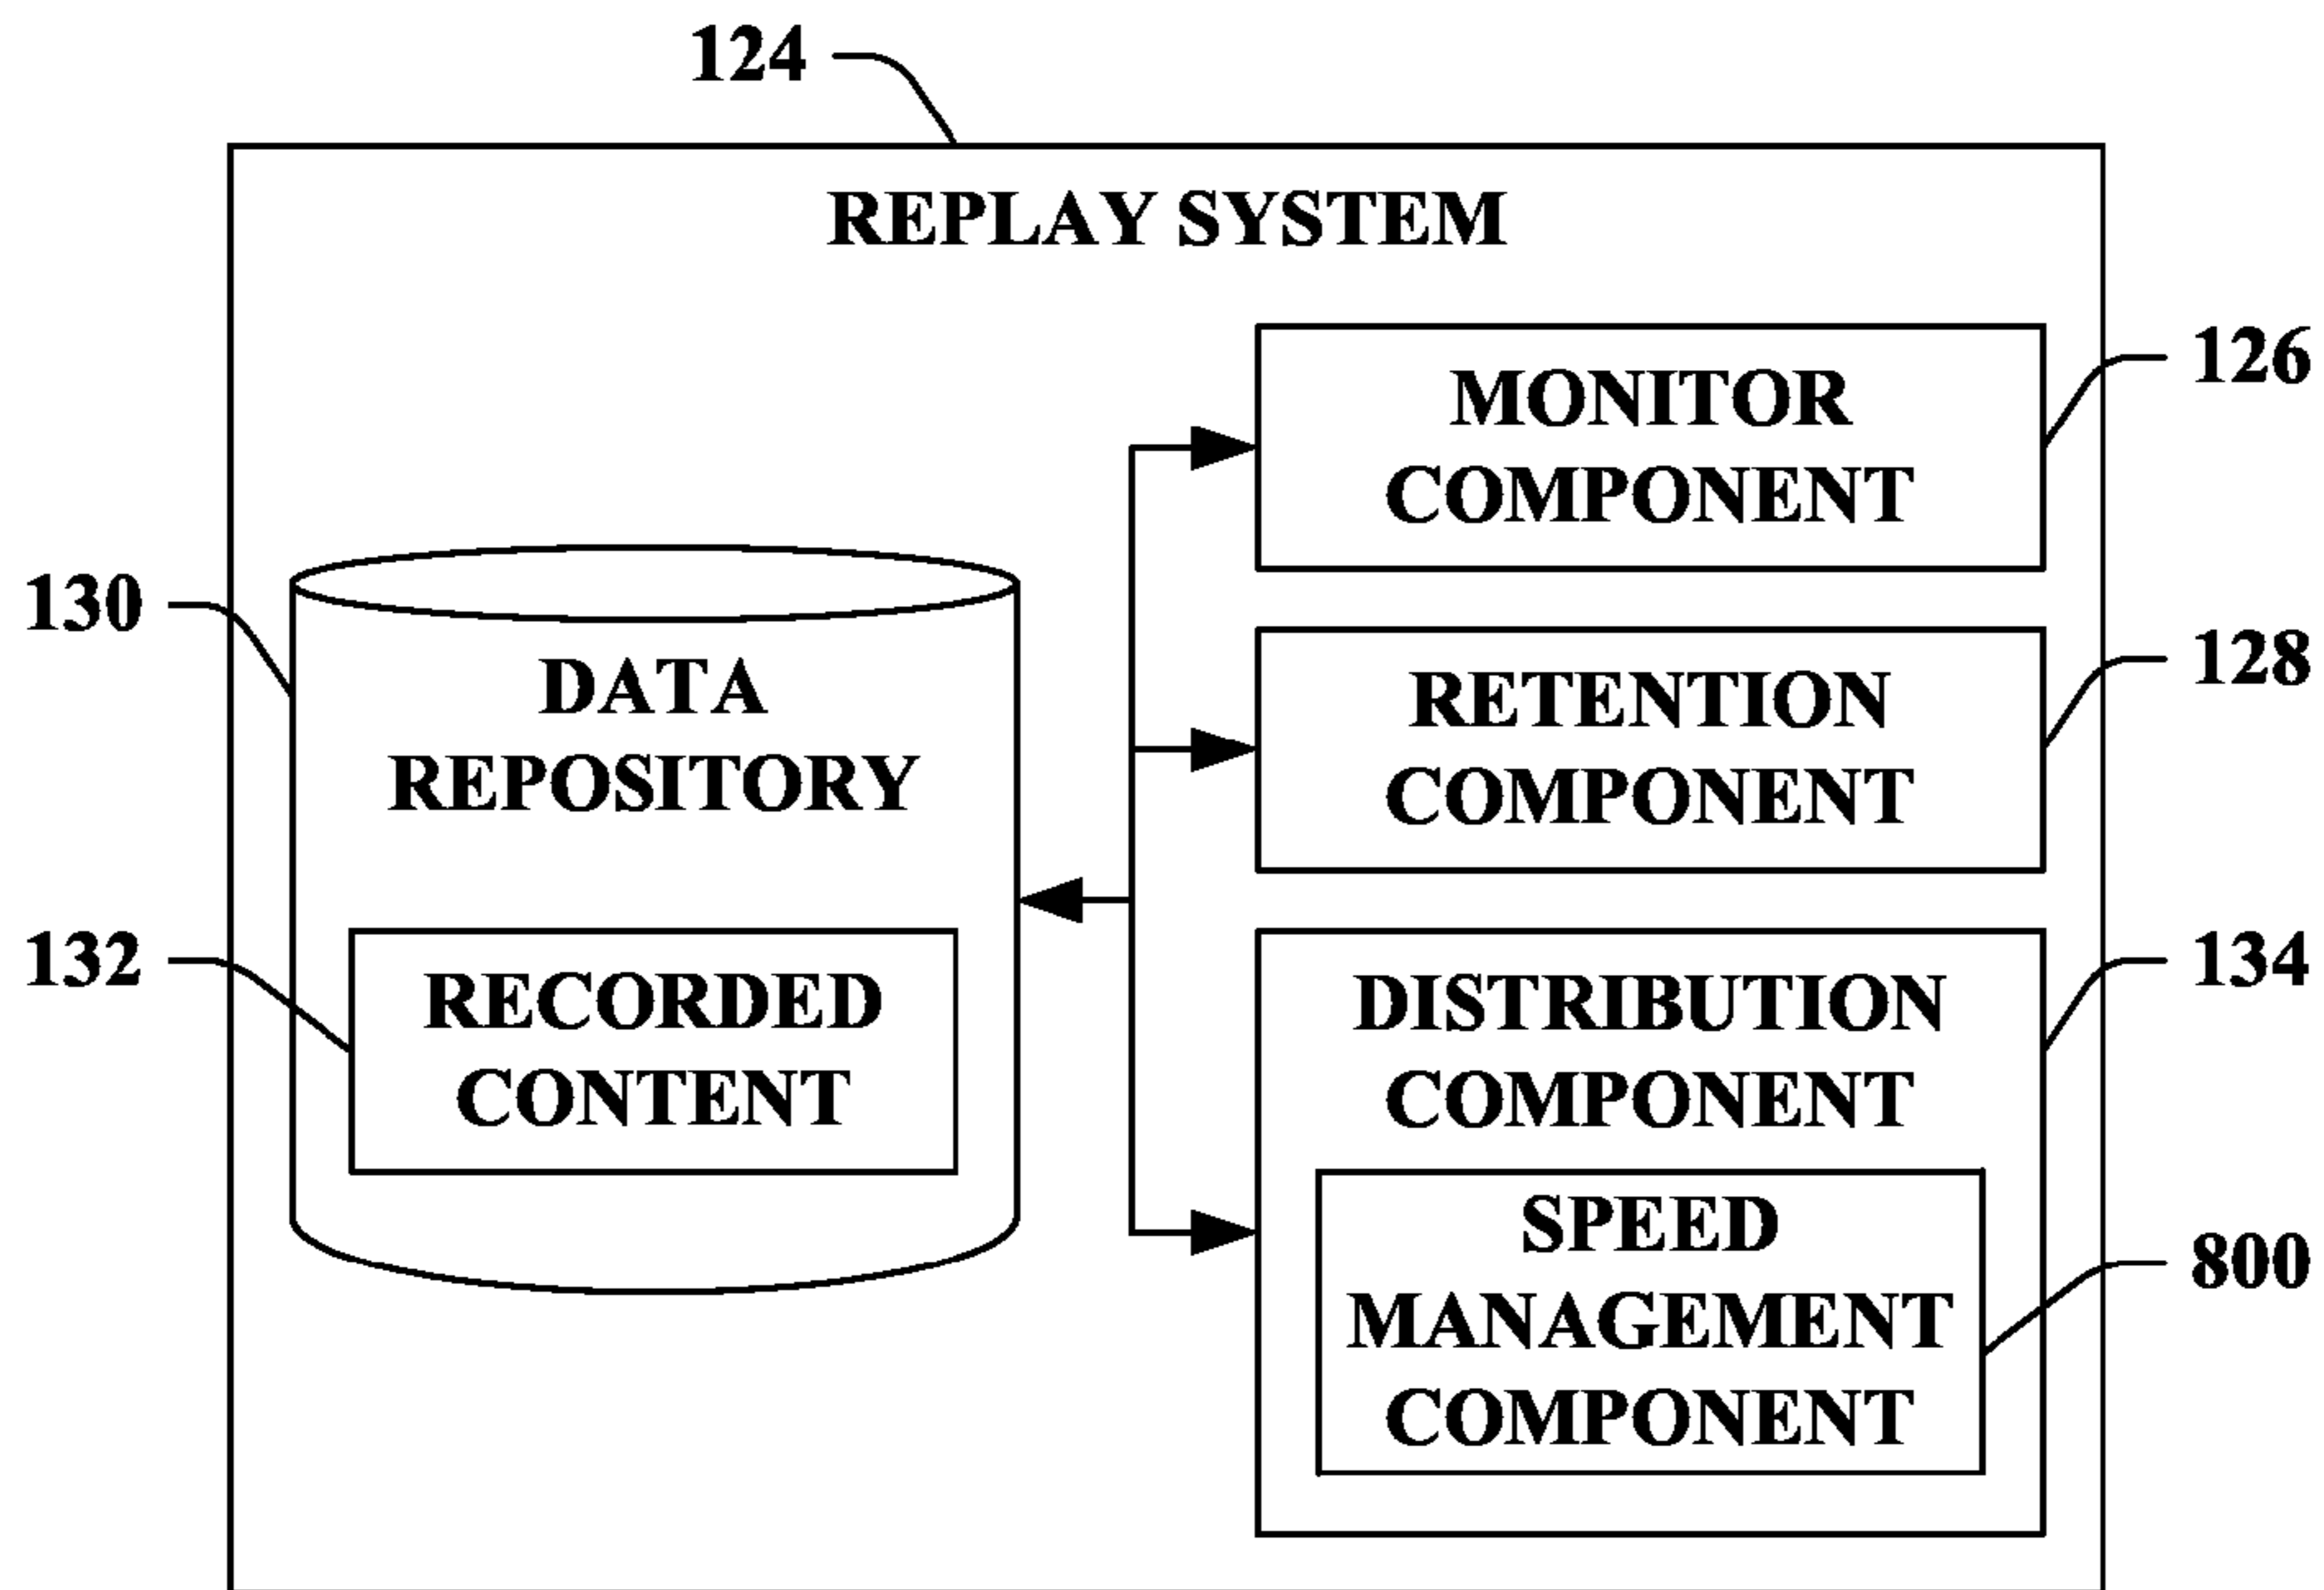 124
REPLAY SYSTEM
MONITOR
COMPONENT
126
130
DATA
REPOSITORY
RETENTION
COMPONENT
128
132
RECORDED
CONTENT
DISTRIBUTION
COMPONENT
134
SPEED
MANAGEMENT
COMPONENT
800